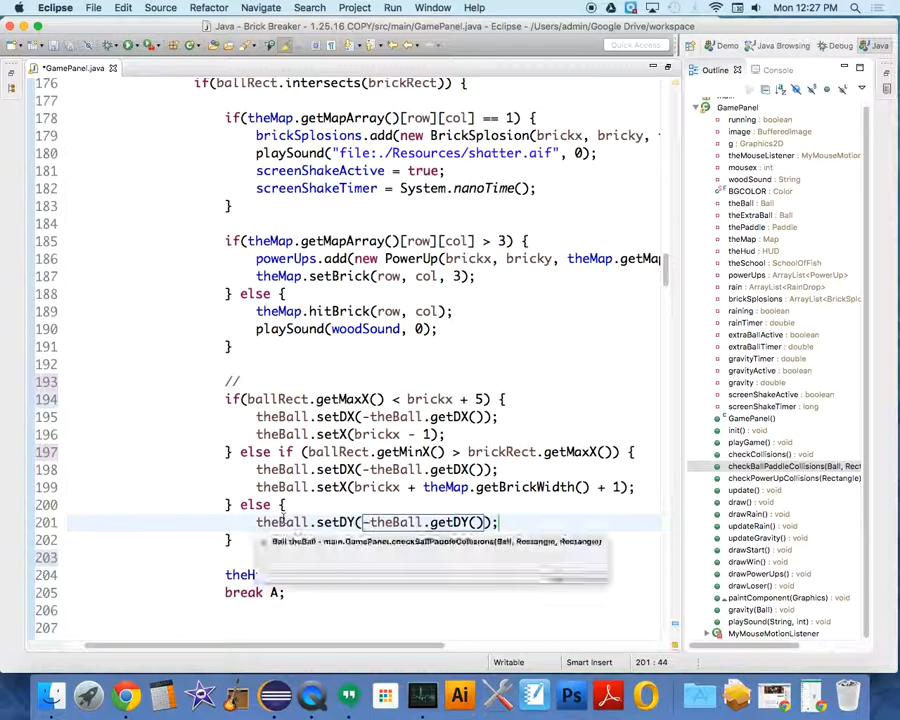 Eclipse File Edit Source Refactor Navigate Search Project Run Window Help Mon 12:27 PM
Java - Brick Breaker - 1.25.16 COPY/src/main/GamePanel.java - Eclipse - /Users/admin/Google Drive/workspace
Quick Access Demo Java Browsing Debug Java
*GamePanel.java
176 if(ballRect.intersects(brickRect)) {
177
178 if(theMap.getMapArray()[row][col] == 1) {
179 brickSplosions.add(new BrickSplosion(brickx, bricky,
180 playSound("file:./Resources/shatter.aif", 0);
181 screenShakeActive = true;
182 screenShakeTimer = System.nanoTime();
183 }
184
185 if(theMap.getMapArray()[row][col] > 3) {
186 powerUps.add(new PowerUp(brickx, bricky, theMap.getMap
187 theMap.setBrick(row, col, 3);
188 } else {
189 theMap.hitBrick(row, col);
190 playSound(woodSound, 0);
191 }
192
193 //
194 if(ballRect.getMaxX() < brickx + 5) {
195 theBall.setDX(-theBall.getDX());
196 theBall.setX(brickx - 1);
197 } else if (ballRect.getMinX() > brickRect.getMaxX()) {
198 theBall.setDX(-theBall.getDX());
199 theBall.setX(brickx + theMap.getBrickWidth() + 1);
200 } else {
201 theBall.setDY(-theBall.getDY());
202 }
Ball theBall - main.GamePanel.checkBallPaddleCollisions(Ball, Rectangle, Rectangle)
203
204 theH
205 break A;
206
207
Writable Smart Insert 201 : 44
Outline Console
GamePanel
running : boolean
image : BufferedImage
g : Graphics2D
theMouseListener : MyMouseMotion
mousex : int
woodSound : String
BGCOLOR : Color
theBall : Ball
theExtraBall : Ball
thePaddle : Paddle
theMap : Map
theHud : HUD
theSchool : SchoolOfFish
powerUps : ArrayList<PowerUp>
rain : ArrayList<RainDrop>
brickSplosions : ArrayList<BrickSplo
raining : boolean
rainTimer : double
extraBallActive : boolean
extraBallTimer : double
gravityTimer : double
gravityActive : boolean
gravity : double
screenShakeActive : boolean
screenShakeTimer : long
GamePanel()
init() : void
playGame() : void
checkCollisions() : void
checkBallPaddleCollisions(Ball, Rect
checkPowerUpCollisions(Rectangle)
update() : void
draw() : void
drawRain() : void
updateRain() : void
updateGravity() : void
drawStart() : void
drawWin() : void
drawPowerUps() : void
drawLoser() : void
paintComponent(Graphics)
gravity(Ball) : void
playSound(String, int) : void
MyMouseMotionListener
Ai
Ps